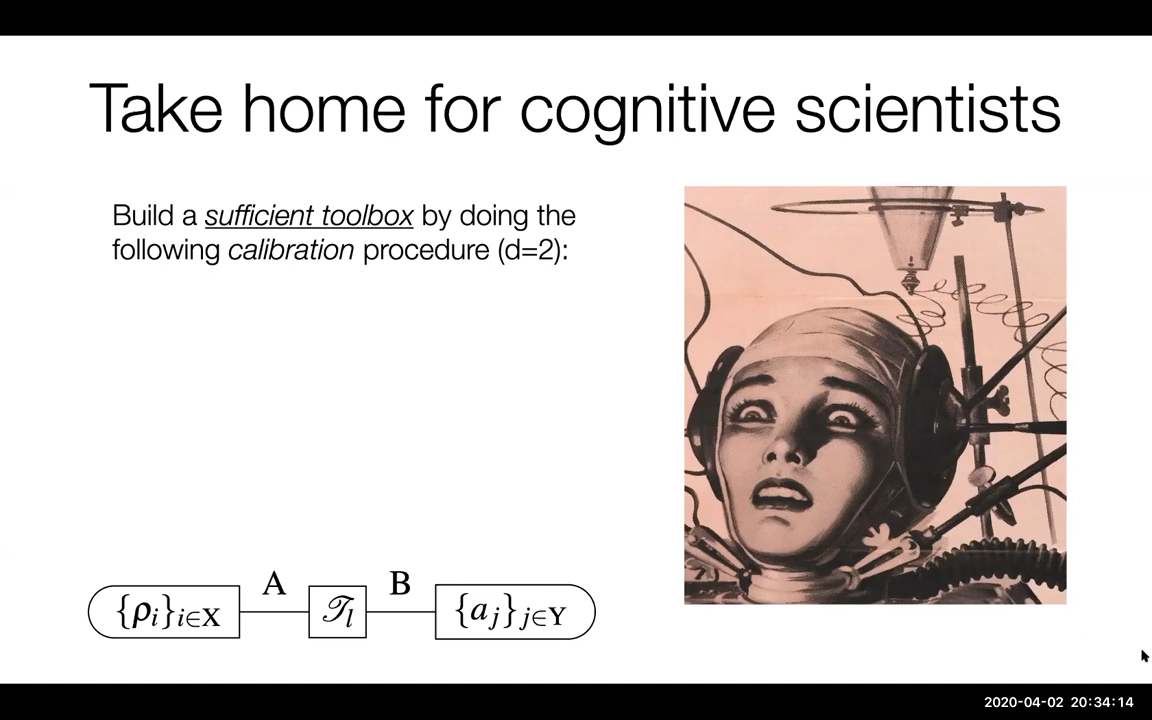 Take home for cognitive scientists
Build a sufficient toolbox by doing the
following calibration procedure (d=2):
A B
{ρᵢ}ᵢ∈X 𝒯ₗ {aⱼ}ⱼ∈Y
2020-04-02 20:34:14